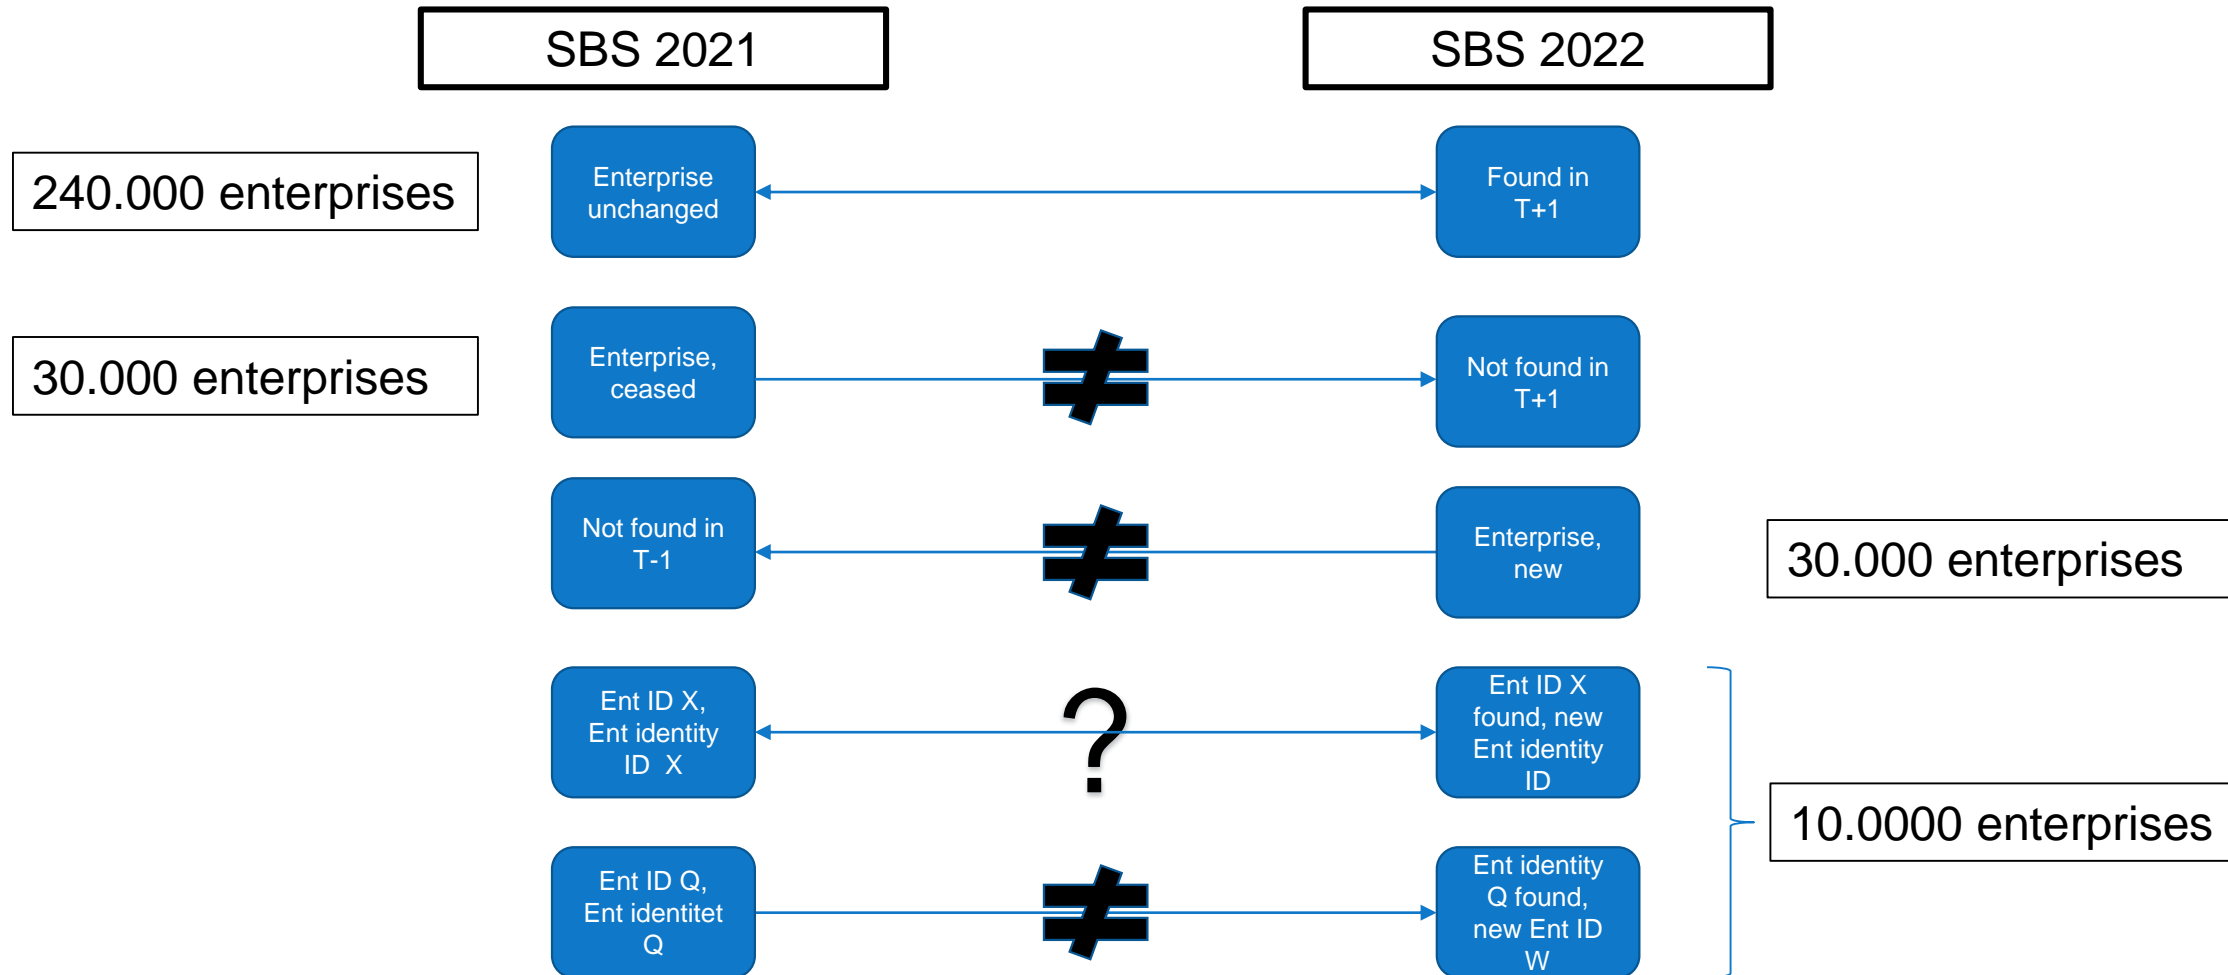 SBS 2021
SBS 2022
240.000 enterprises
Enterprise
unchanged
Found in
T+1
30.000 enterprises
Enterprise,
ceased
≠
Not found in
T+1
Not found in
T-1
≠
Enterprise,
new
30.000 enterprises
Ent ID X,
Ent identity
ID  X
?
Ent ID X
found, new
Ent identity
ID
10.0000 enterprises
Ent ID Q,
Ent identitet
Q
≠
Ent identity
Q found,
new Ent ID
W